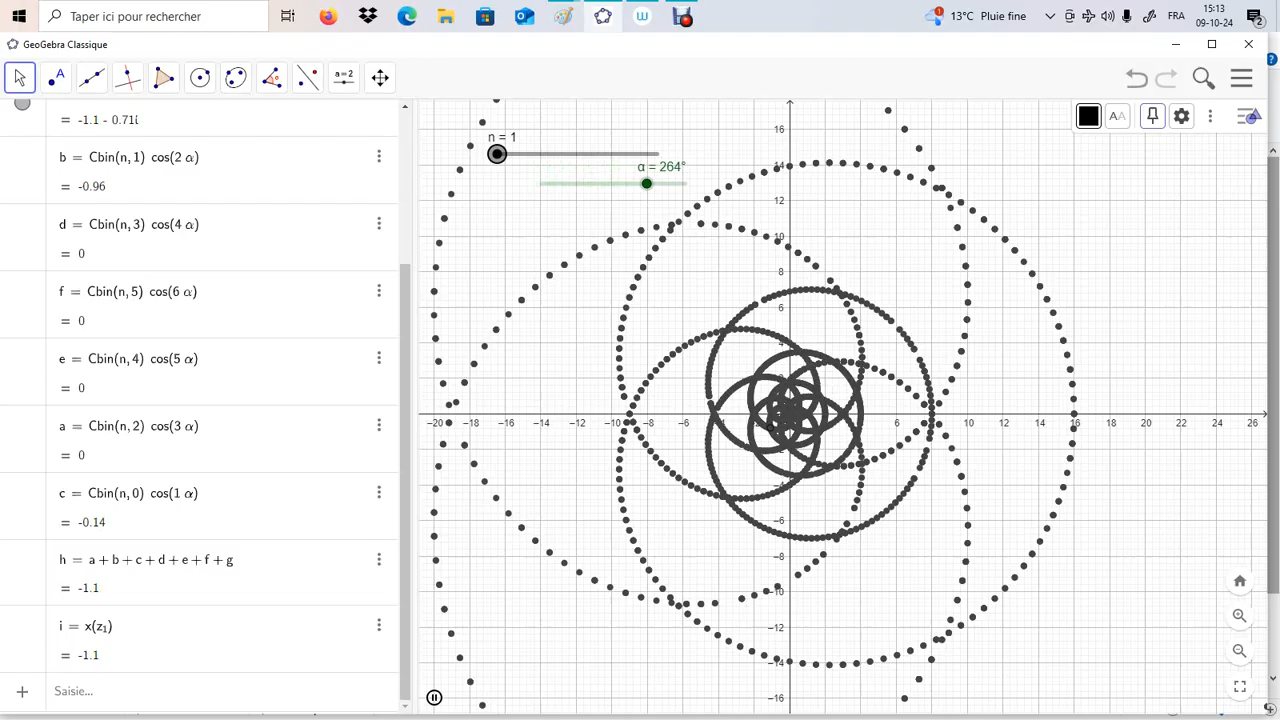 Taper ici pour rechercher
13°C Pluie fine
FRA
15:13
09-10-24
2
GeoGebra Classique
a=2
= -1.1 - 0.71i
b = Cbin(n, 1) cos(2 α)
= -0.96
d = Cbin(n, 3) cos(4 α)
= 0
f = Cbin(n, 5) cos(6 α)
= 0
e = Cbin(n, 4) cos(5 α)
= 0
a = Cbin(n, 2) cos(3 α)
= 0
c = Cbin(n, 0) cos(1 α)
= -0.14
h = a + b + c + d + e + f + g
= -1.1
i = x(z₁)
= -1.1
Saisie...
n = 1
α = 264°
AA
16
14
12
10
8
6
4
-20 -18 -16 -14 -12 -10 -8 -6 6 8 10 12 14 16 18 20 22 24 26
-4
-6
-8
-10
-12
-14
-16